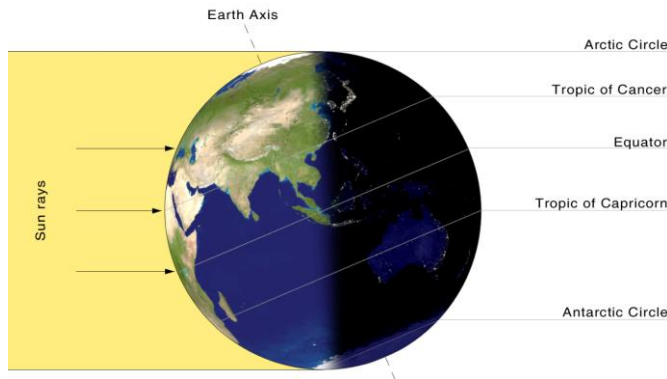 Earth Axis
Arctic Circle
Tropic of Cancer
Equator
Tropic of Capricorn
Antarctic Circle
Sun rays